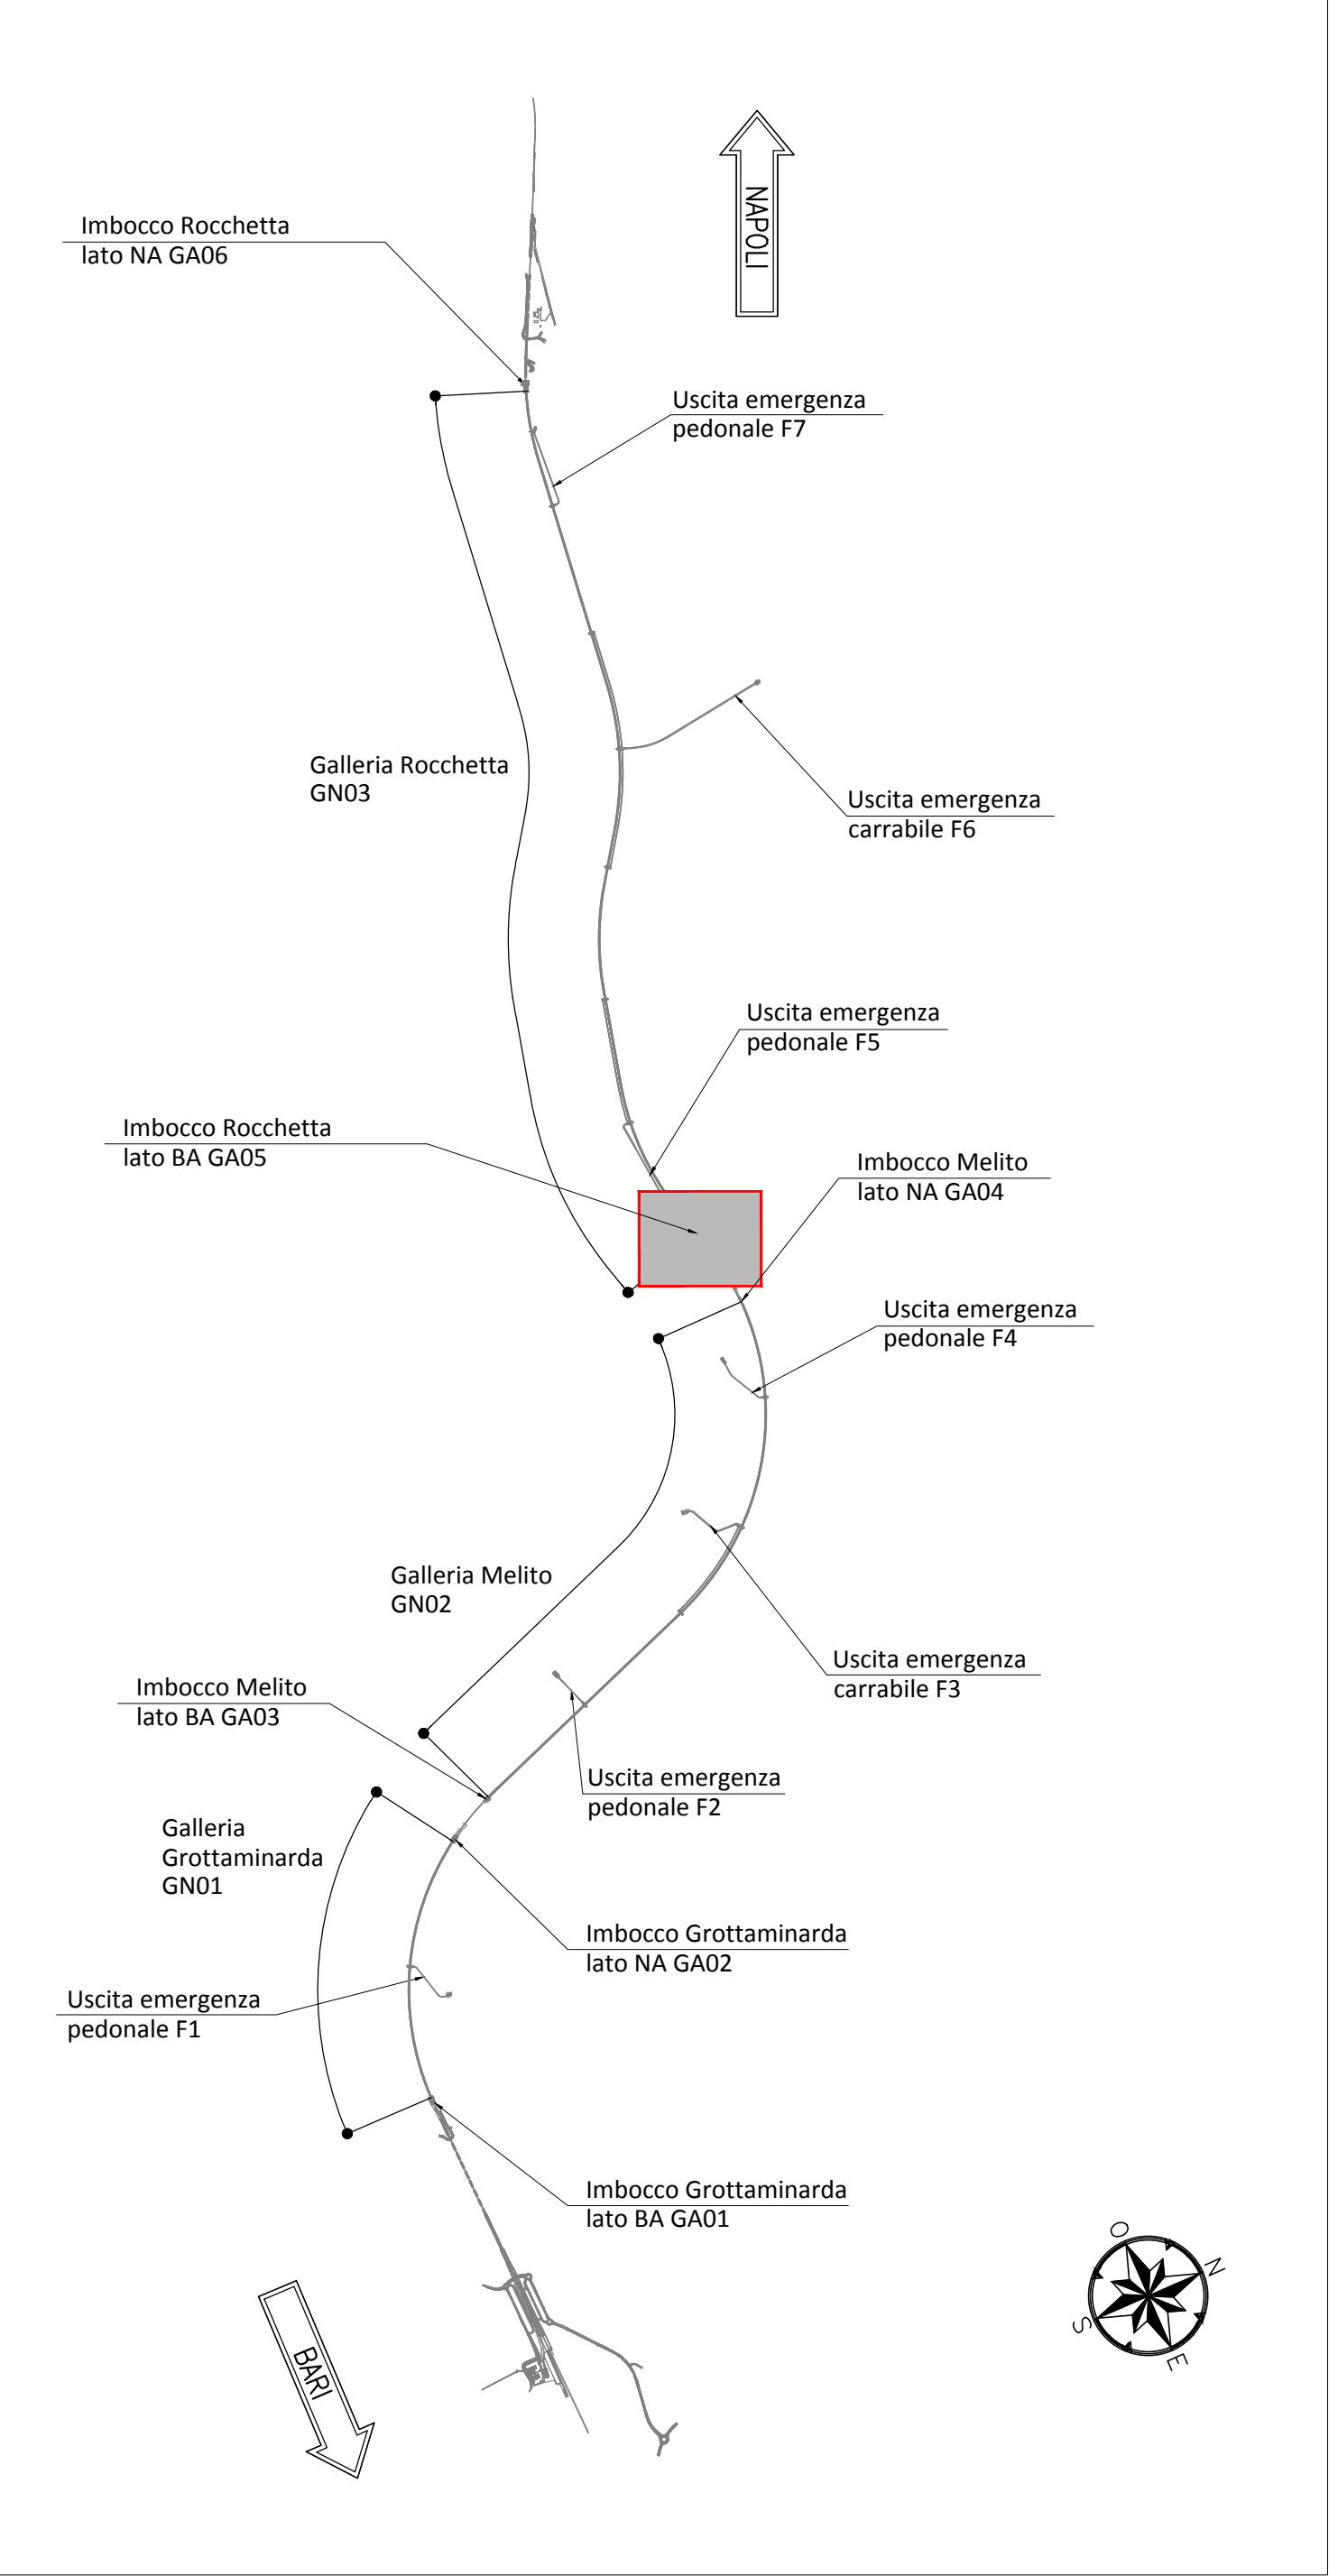 NAPOLI
Imbocco Rocchetta
lato NA GA06
Uscita emergenza
pedonale F7
Galleria Rocchetta
GN03
Uscita emergenza
carrabile F6
Uscita emergenza
pedonale F5
Imbocco Rocchetta
lato BA GA05
Imbocco Melito
lato NA GA04
Uscita emergenza
pedonale F4
Galleria Melito
GN02
Uscita emergenza
carrabile F3
Imbocco Melito
lato BA GA03
Uscita emergenza
pedonale F2
Galleria
Grottaminarda
GN01
Imbocco Grottaminarda
lato NA GA02
Uscita emergenza
pedonale F1
Imbocco Grottaminarda
lato BA GA01
O
N
S
E
BARI